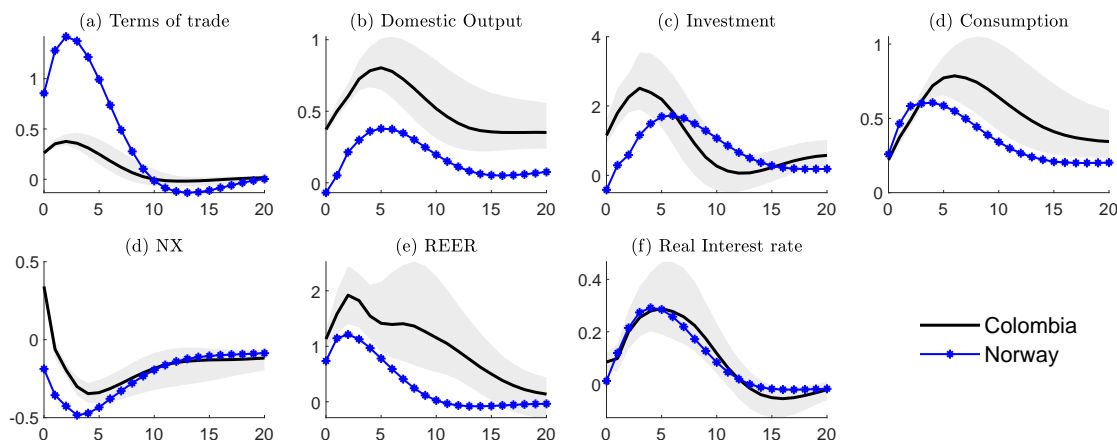 (a) Terms of trade
(b) Domestic Output
(c) Investment
(d) Consumption
1
0.5
0
0 5 10 15 20
1
0.5
0
0 5 10 15 20
4
2
0
0 5 10 15 20
1
0.5
0
0 5 10 15 20
(d) NX
(e) REER
(f) Real Interest rate
0.5
0
-0.5
0 5 10 15 20
2
1
0
0 5 10 15 20
0.4
0.2
0
0 5 10 15 20
Colombia
Norway